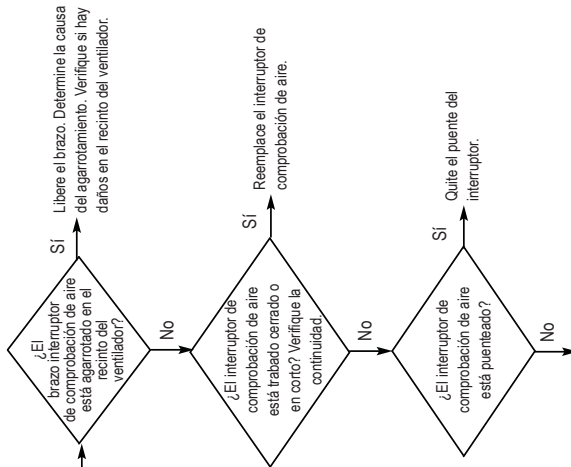 ¿El
brazo interruptor
de comprobación de aire
está agarrotado en el
recinto del
ventilador?
Sí
Libere el brazo. Determine la causa
del agarrotamiento. Verifique si hay
daños en el recinto del ventilador.
No
¿El interruptor de
comprobación de aire
está trabado cerrado o
en corto? Verifique la
continuidad.
Sí
Reemplace el interruptor de
comprobación de aire.
No
¿El interruptor de
comprobación de aire
está puenteado?
Sí
Quite el puente del
interruptor.
No